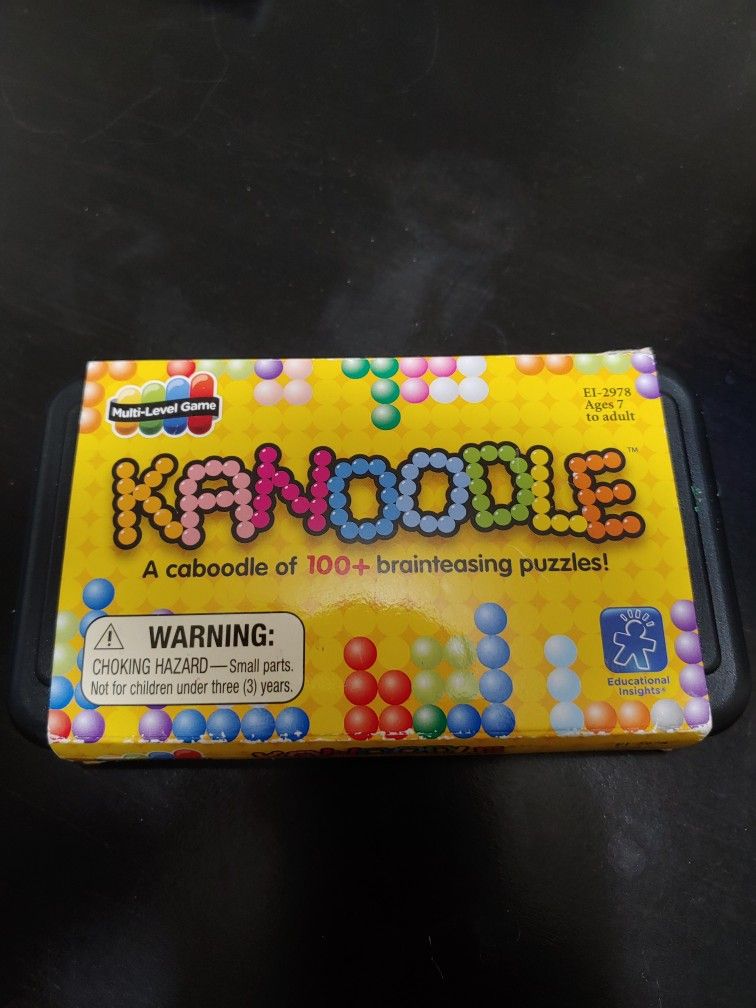 Multi-Level Game
EI-2978
Ages 7
to adult
KANOODLE™
A caboodle of 100+ brainteasing puzzles!
⚠ WARNING:
CHOKING HAZARD — Small parts.
Not for children under three (3) years.
Educational
Insights®
KANOODLE